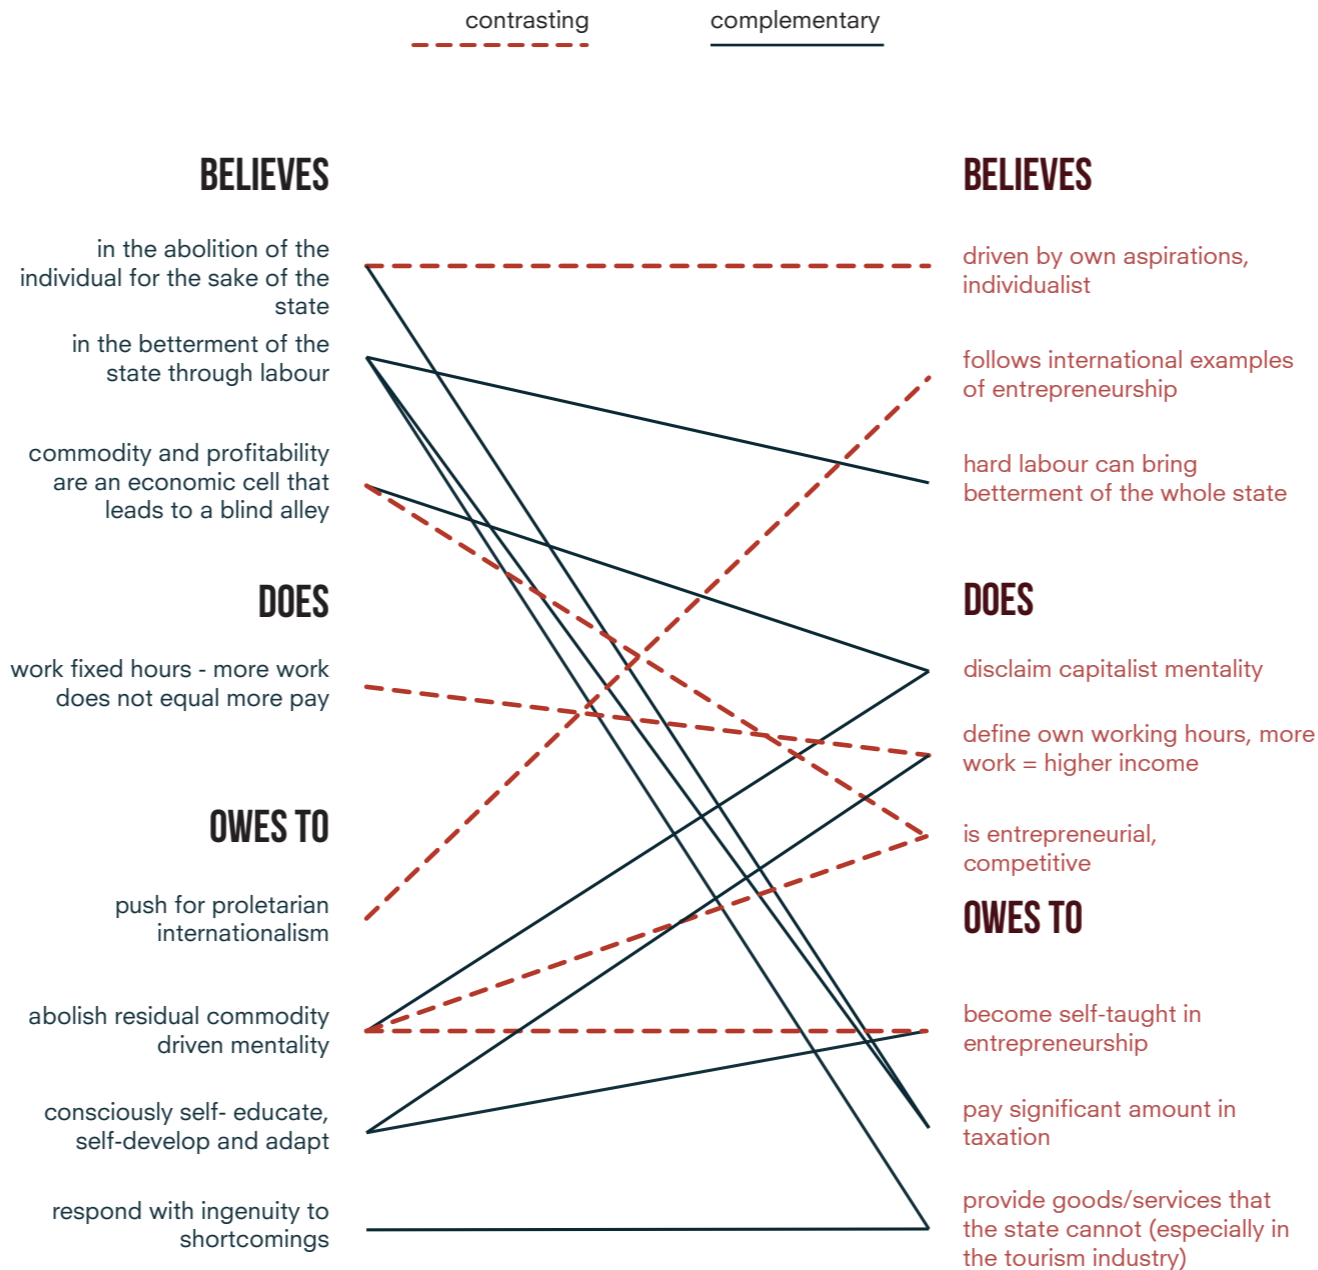 contrasting
complementary
BELIEVES
in the abolition of the
individual for the sake of the
state
in the betterment of the
state through labour
commodity and profitability
are an economic cell that
leads to a blind alley
DOES
work fixed hours - more work
does not equal more pay
OWES TO
push for proletarian
internationalism
abolish residual commodity
driven mentality
consciously self- educate,
self-develop and adapt
respond with ingenuity to
shortcomings
BELIEVES
driven by own aspirations,
individualist
follows international examples
of entrepreneurship
hard labour can bring
betterment of the whole state
DOES
disclaim capitalist mentality
define own working hours, more
work = higher income
is entrepreneurial,
competitive
OWES TO
become self-taught in
entrepreneurship
pay significant amount in
taxation
provide goods/services that
the state cannot (especially in
the tourism industry)